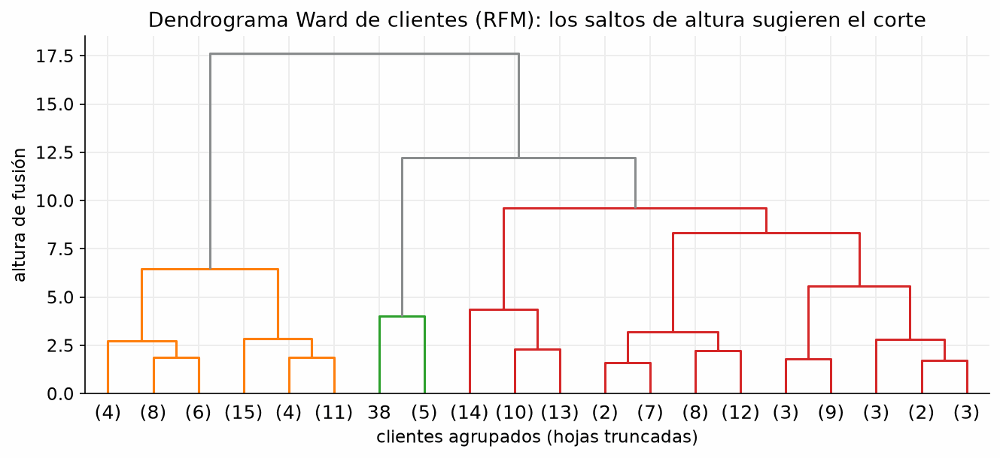 Dendrograma Ward de clientes (RFM): los saltos de altura sugieren el corte
17.5
15.0
12.5
10.0
7.5
5.0
2.5
0.0
altura de fusión
(4) (8) (6) (15) (4) (11) 38 (5) (14) (10) (13) (2) (7) (8) (12) (3) (9) (3) (2) (3)
clientes agrupados (hojas truncadas)